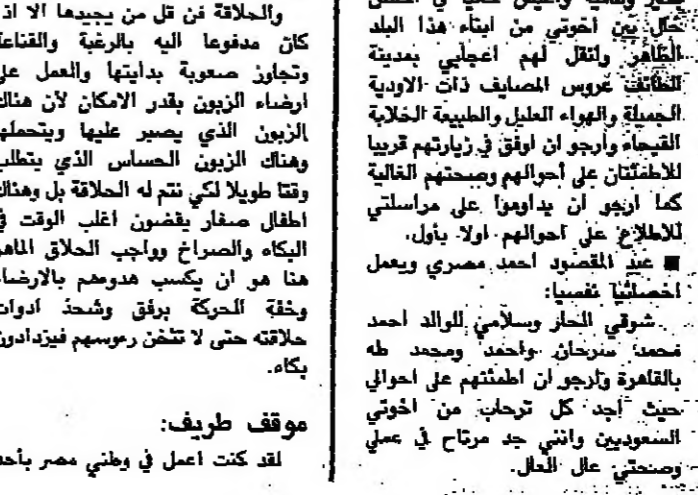 حال بين اخوتي من ابناء هذا البلد
الطاهر ولتقل لهم اعجابي بمدينة
الطائف عروس المصايف ذات الاودية
الجميلة والهواء العليل والطبيعة الخلابة
الفيحاء وارجو ان اوفق في زيارتهم قريبا
للاطمئنان على أحوالهم وصحتهم الغالية
كما ارجو ان يداوموا على مراسلتي
للاطلاع على احوالهم اولا بأول.
■ عبد المقصود احمد مصري ويعمل
اخصائيا نفسيا:
شوقي الحار وسلامي للوالد احمد
محمد سرحان واحمد ومحمد طه
بالقاهرة وأرجو ان اطمئنهم على احوالي
حيث أجد كل ترحاب من اخوتي
السعوديين وانني جد مرتاح في عملي
وصحتي عال العال.
والحلاقة فن قل من يجيدها الا اذ
كان مدفوعا اليه بالرغبة والقناعة
وتجاوز صعوبة بدايتها والعمل على
ارضاء الزبون بقدر الامكان لأن هناك
الزبون الذي يصبر عليها ويتحملها
وهناك الزبون الحساس الذي يتطلب
وقتا طويلا لكي نتم له الحلاقة بل وهناك
اطفال صغار يقضون اغلب الوقت في
البكاء والصراخ وواجب الحلاق الماهر
هنا هو ان يكسب هدوءهم بالارضاء
وخفة الحركة برفق وشحذ ادوات
حلاقته حتى لا تثخن رءوسهم فيزدادون
بكاء.
موقف طريف:
لقد كنت اعمل في وطني مصر بأحد